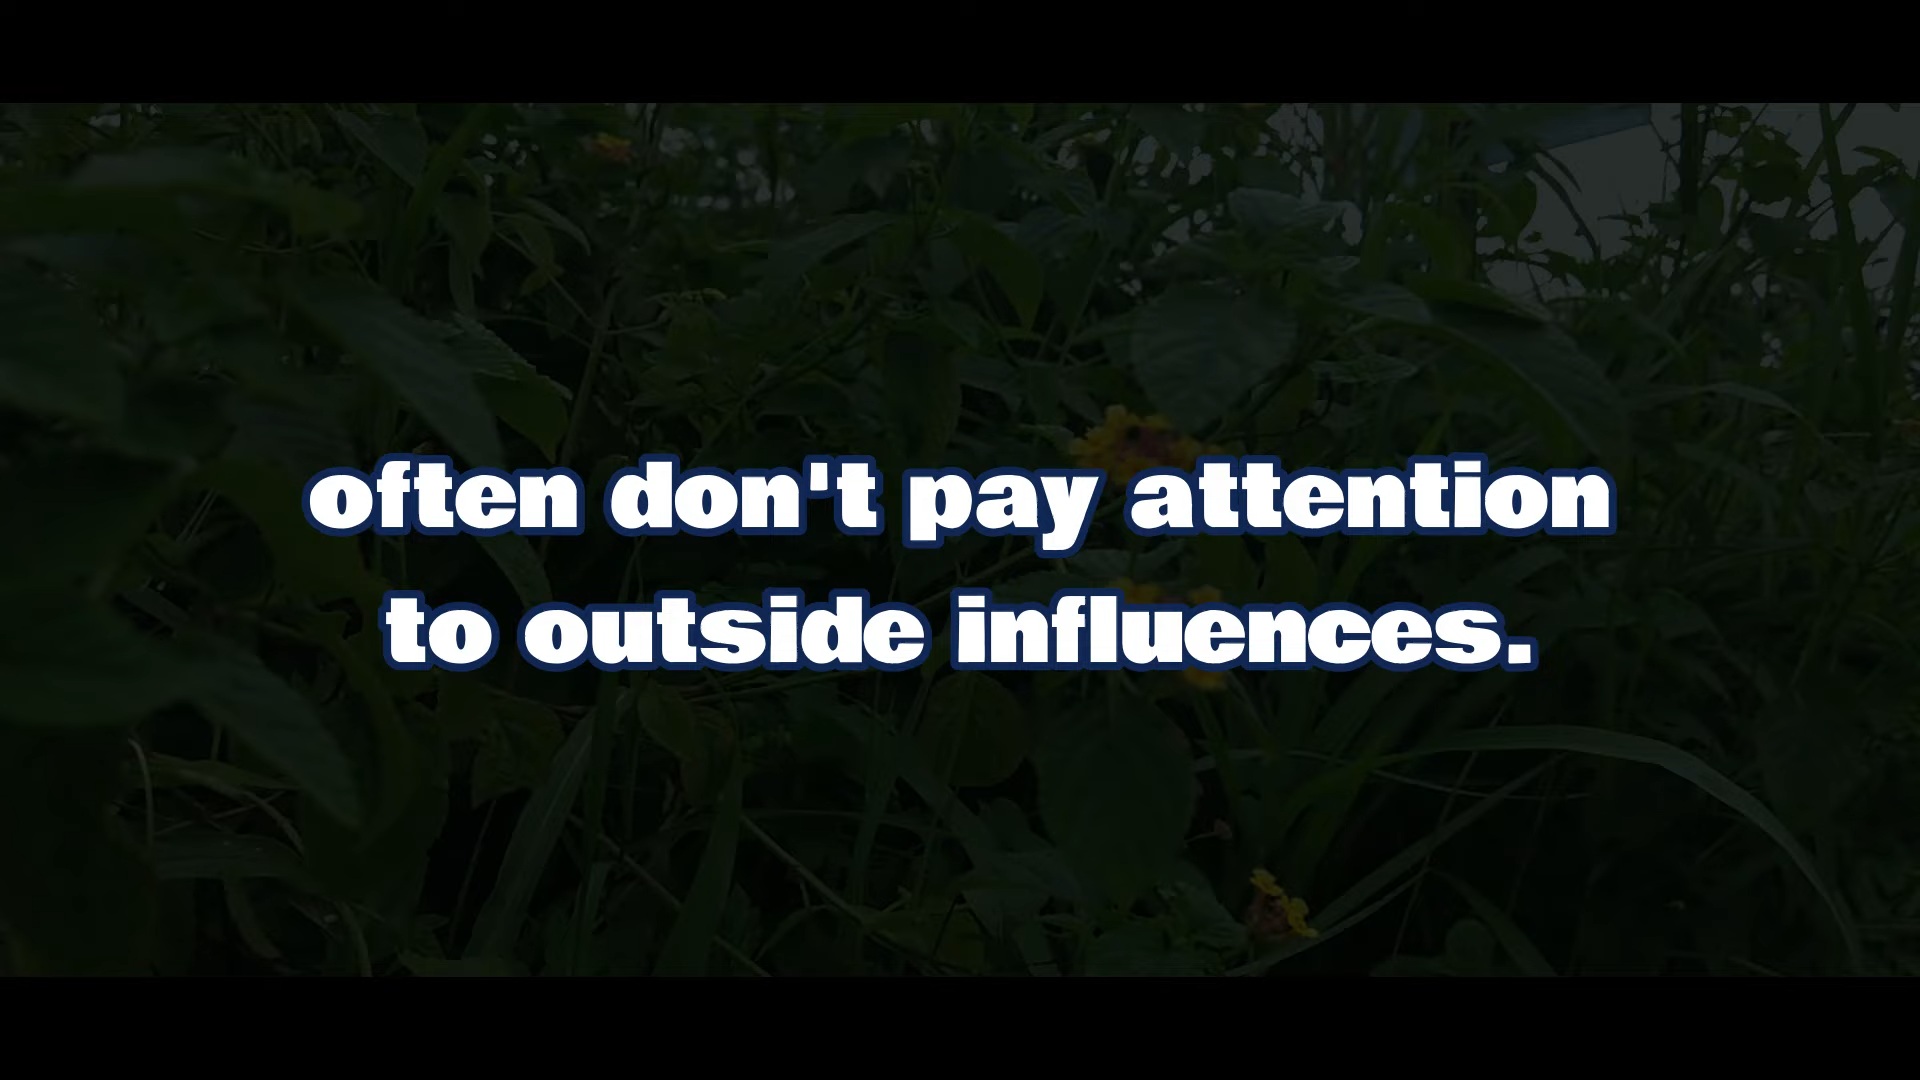 often don't pay attention
to outside influences.